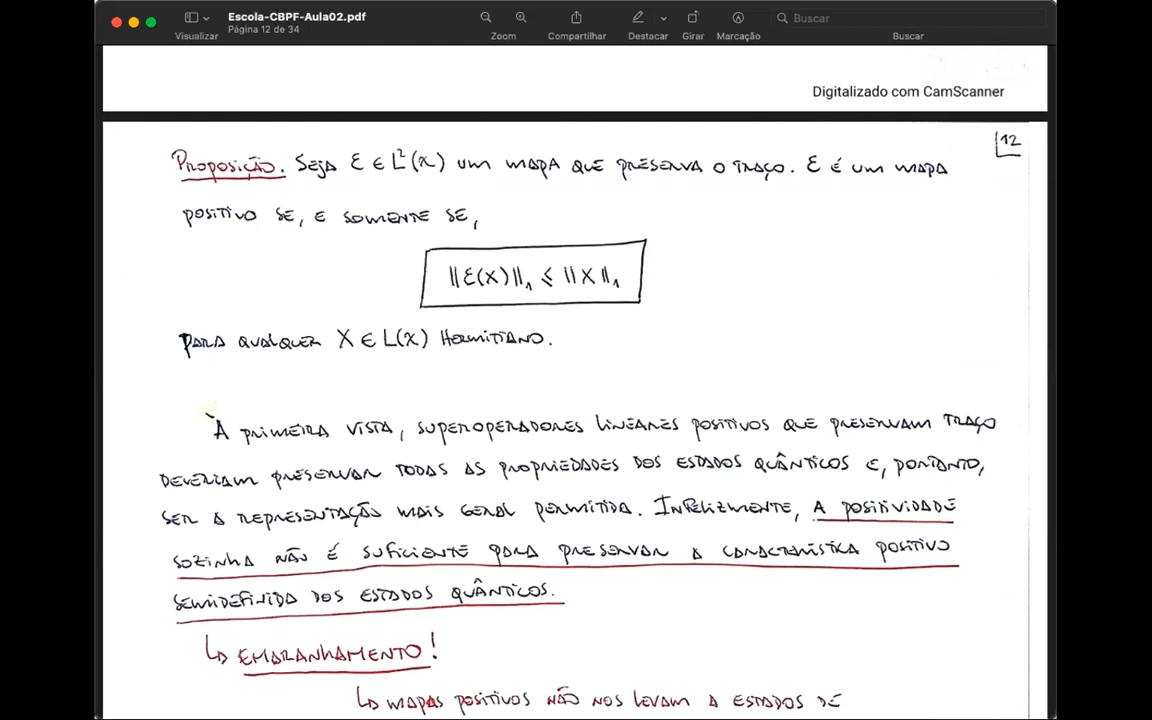 Escola-CBPF-Aula02.pdf
Página 12 de 34
Visualizar
Zoom
Compartilhar
Destacar
Girar
Marcação
Buscar
Buscar
Digitalizado com CamScanner
12
PROPOSIÇÃO. SEJA ℰ ∈ L²(X) UM MAPA QUE PRESERVA O TRAÇO. ℰ É UM MAPA
POSITIVO SE, E SOMENTE SE,
||ℰ(X)||₁ ≤ ||X||₁
PARA QUALQUER X ∈ L(X) HERMITIANO.
À PRIMEIRA VISTA, SUPEROPERADORES LINEARES POSITIVOS QUE PRESERVAM TRAÇO
DEVERIAM PRESERVAR TODAS AS PROPRIEDADES DOS ESTADOS QUÂNTICOS E, PORTANTO,
SER A REPRESENTAÇÃO MAIS GERAL PERMITIDA. INFELIZMENTE, A POSITIVIDADE
SOZINHA NÃO É SUFICIENTE PARA PRESERVAR A CARACTERÍSTICA POSITIVO
SEMIDEFINIDA DOS ESTADOS QUÂNTICOS.
↳ EMARANHAMENTO!
↳ MAPAS POSITIVOS NÃO NOS LEVAM A ESTADOS DE